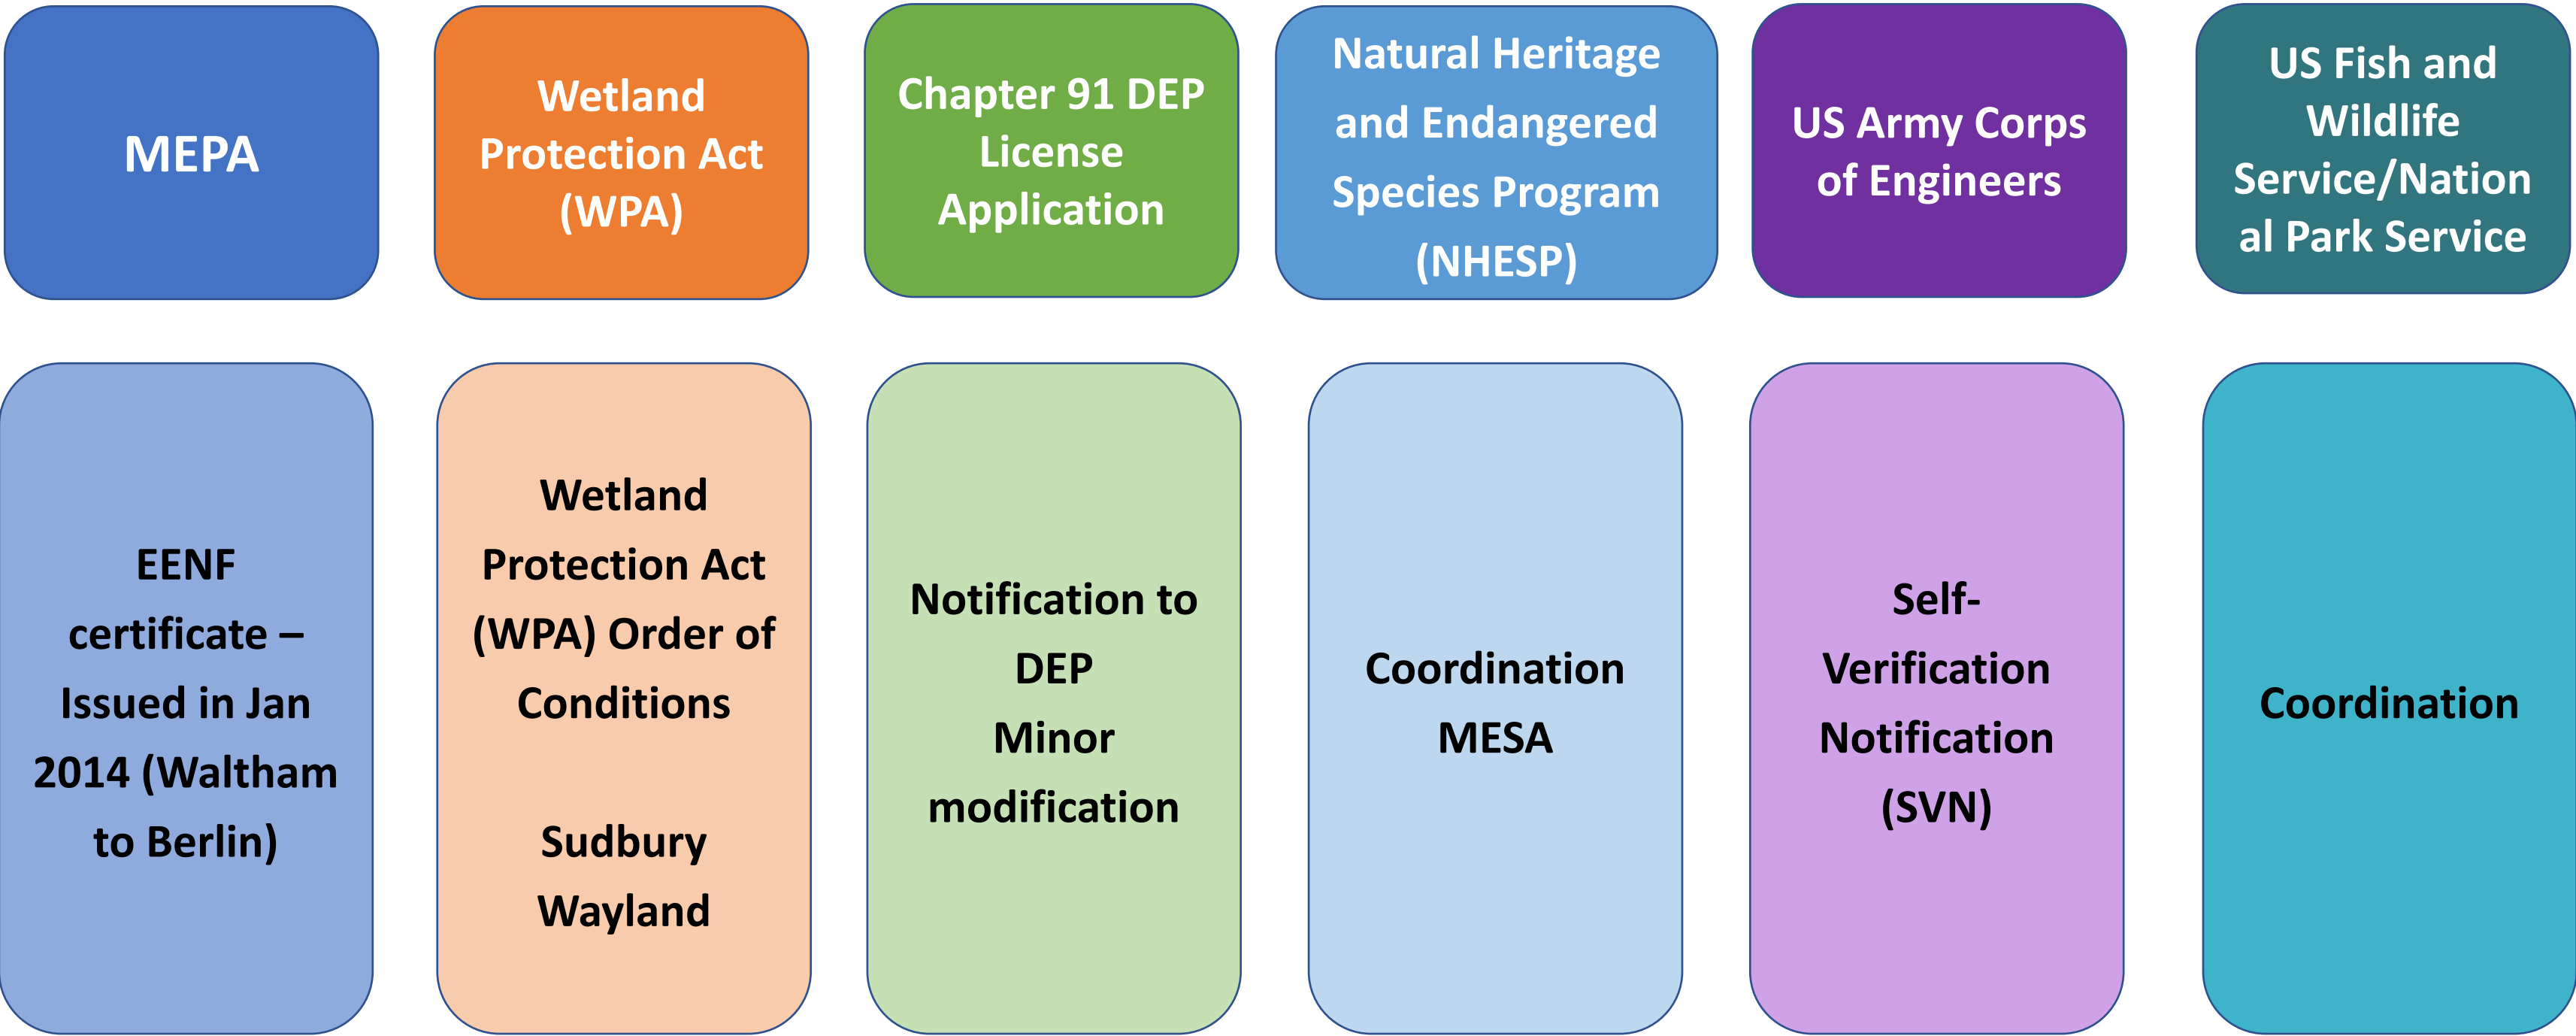 MEPA
Wetland
Protection Act
(WPA)
Chapter 91 DEP
License
Application
Natural Heritage
and Endangered
Species Program
(NHESP)
US Army Corps
of Engineers
US Fish and
Wildlife
Service/Nation
al Park Service
EENF
certificate –
Issued in Jan
2014 (Waltham
to Berlin)
Wetland
Protection Act
(WPA) Order of
Conditions
Sudbury
Wayland
Notification to
DEP
Minor
modification
Coordination
MESA
Self-
Verification
Notification
(SVN)
Coordination